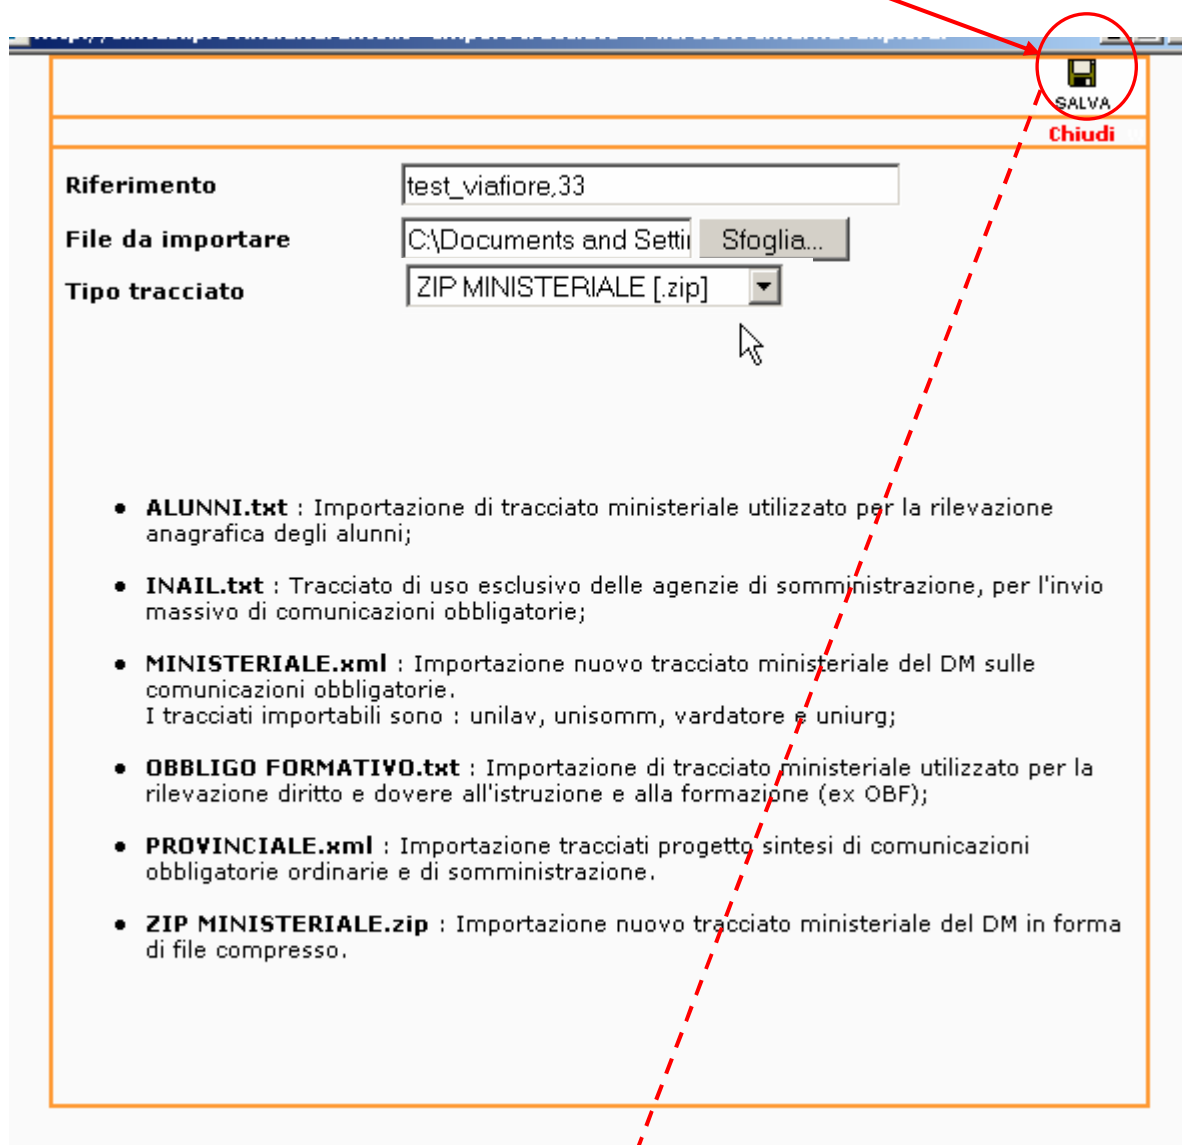 SALVA
Chiudi
Riferimento test_viafiore,33
File da importare C:\Documents and Setti Sfoglia...
Tipo tracciato ZIP MINISTERIALE [.zip]
• ALUNNI.txt : Importazione di tracciato ministeriale utilizzato per la rilevazione
anagrafica degli alunni;
• INAIL.txt : Tracciato di uso esclusivo delle agenzie di somministrazione, per l'invio
massivo di comunicazioni obbligatorie;
• MINISTERIALE.xml : Importazione nuovo tracciato ministeriale del DM sulle
comunicazioni obbligatorie.
I tracciati importabili sono : unilav, unisomm, vardatore e uniurg;
• OBBLIGO FORMATIVO.txt : Importazione di tracciato ministeriale utilizzato per la
rilevazione diritto e dovere all'istruzione e alla formazione (ex OBF);
• PROVINCIALE.xml : Importazione tracciati progetto sintesi di comunicazioni
obbligatorie ordinarie e di somministrazione.
• ZIP MINISTERIALE.zip : Importazione nuovo tracciato ministeriale del DM in forma
di file compresso.